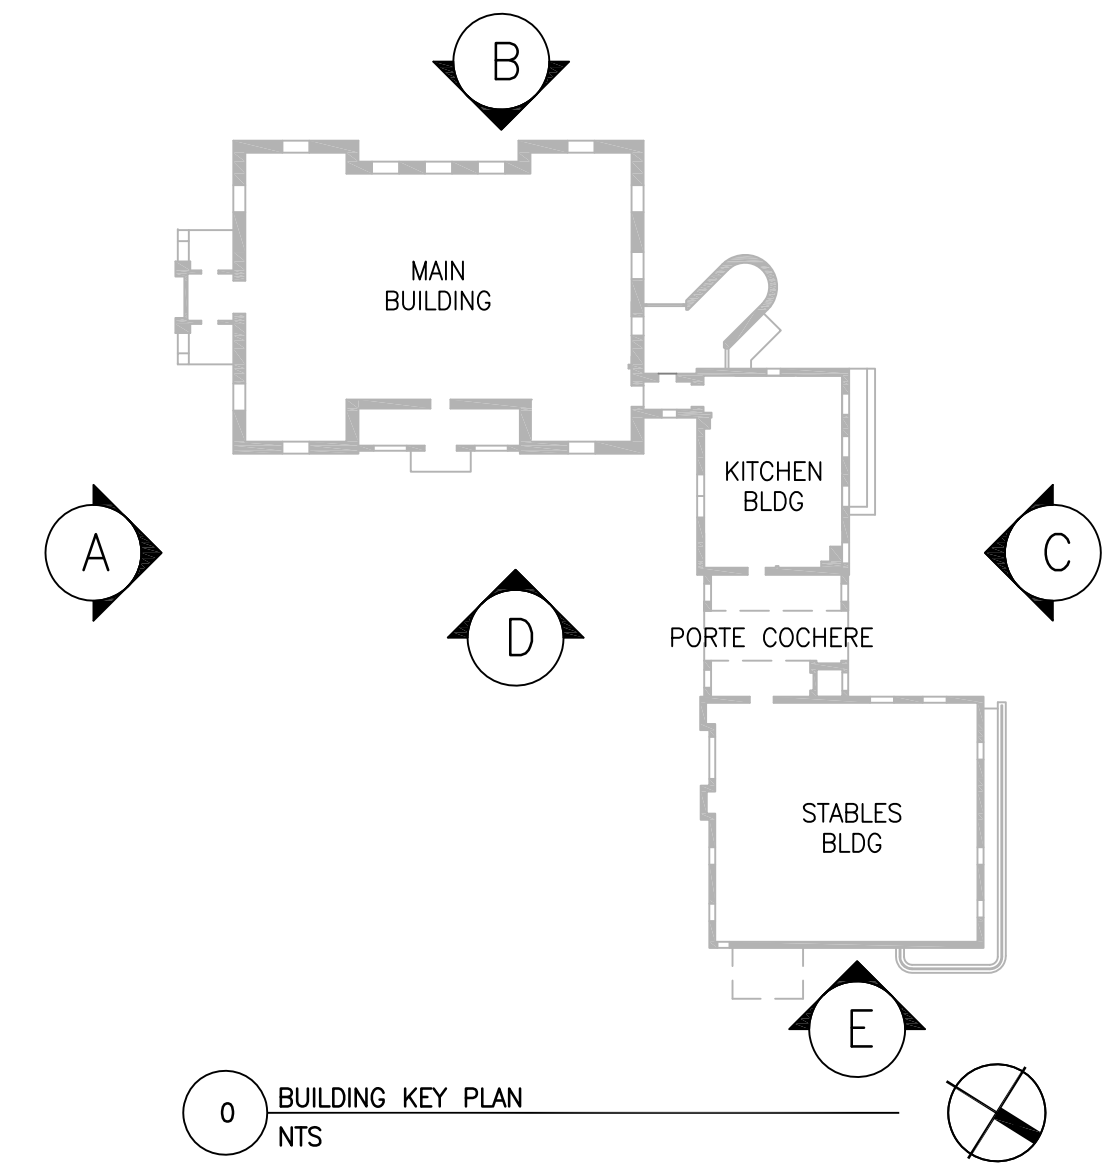 B
MAIN
BUILDING
KITCHEN
BLDG
A
C
D
PORTE COCHERE
STABLES
BLDG
E
0
BUILDING KEY PLAN
NTS